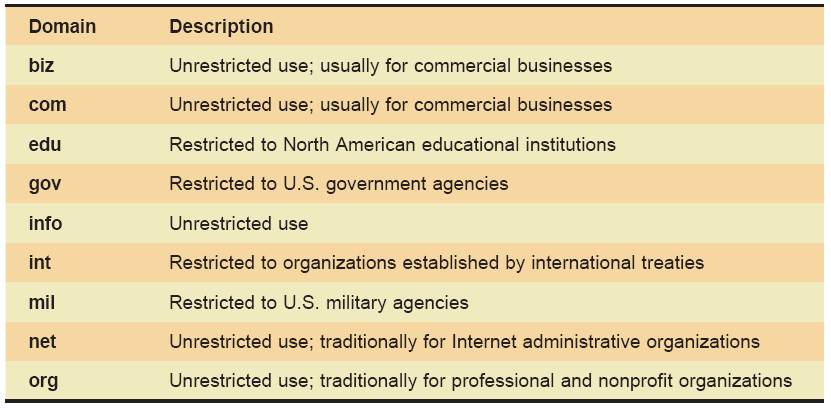 Domain Description
biz Unrestricted use; usually for commercial businesses
com Unrestricted use; usually for commercial businesses
edu Restricted to North American educational institutions
gov Restricted to U.S. government agencies
info Unrestricted use
int Restricted to organizations established by international treaties
mil Restricted to U.S. military agencies
net Unrestricted use; traditionally for Internet administrative organizations
org Unrestricted use; traditionally for professional and nonprofit organizations